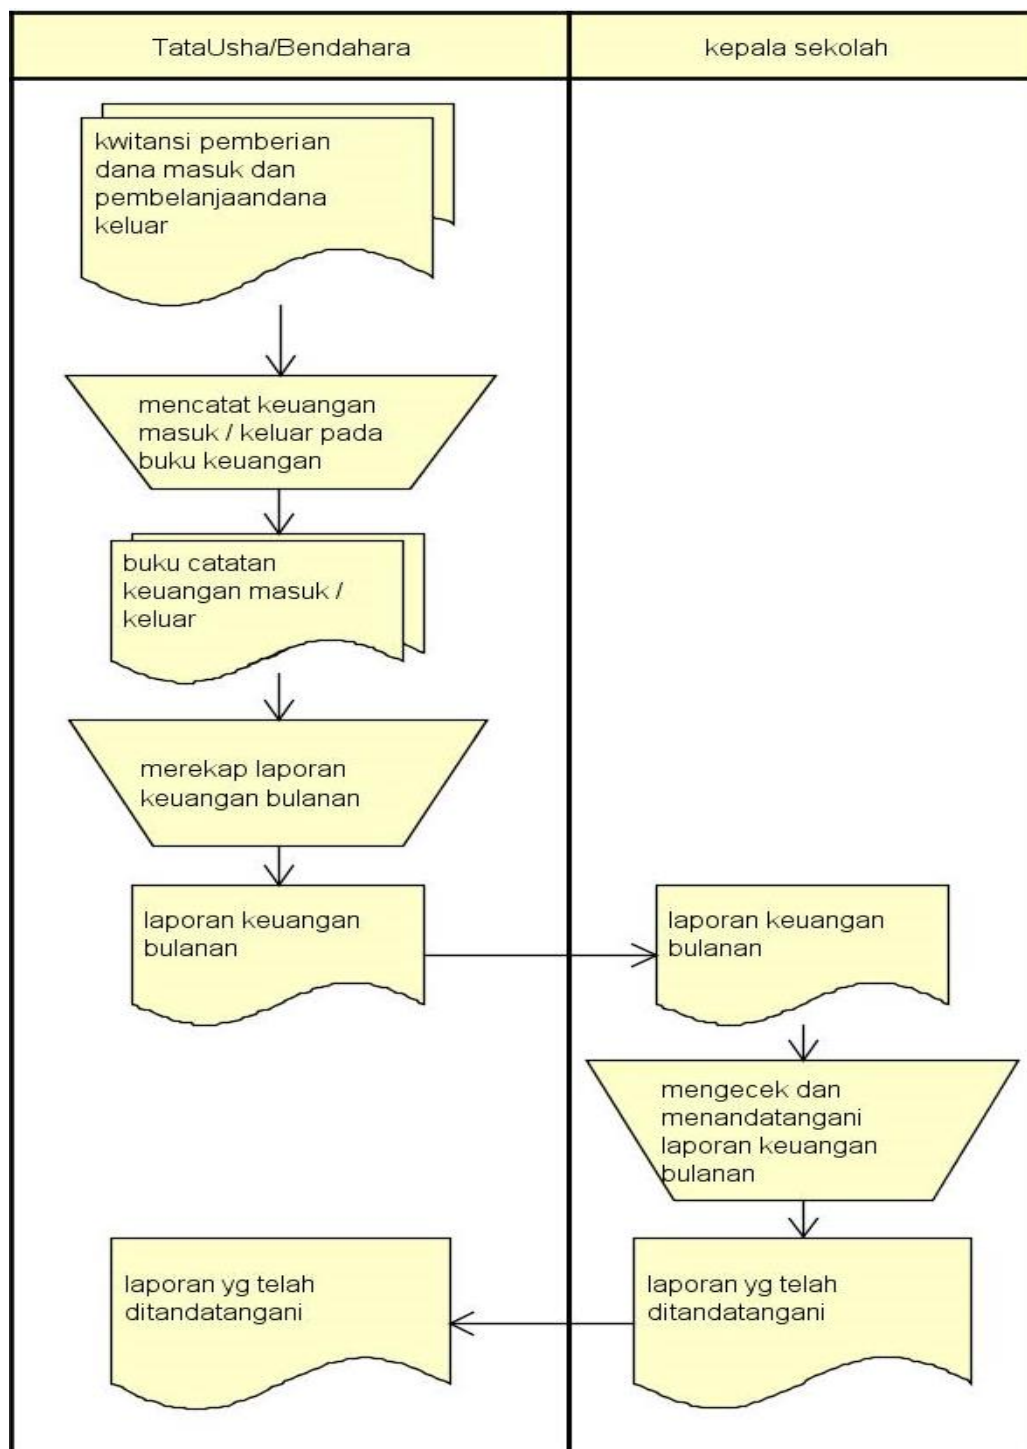 TataUsha/Bendahara
kepala sekolah
kwitansi pemberian
dana masuk dan
pembelanjaandana
keluar
mencatat keuangan
masuk / keluar pada
buku keuangan
buku catatan
keuangan masuk /
keluar
merekap laporan
keuangan bulanan
laporan keuangan
bulanan
laporan keuangan
bulanan
mengecek dan
menandatangani
laporan keuangan
bulanan
laporan yg telah
ditandatangani
laporan yg telah
ditandatangani